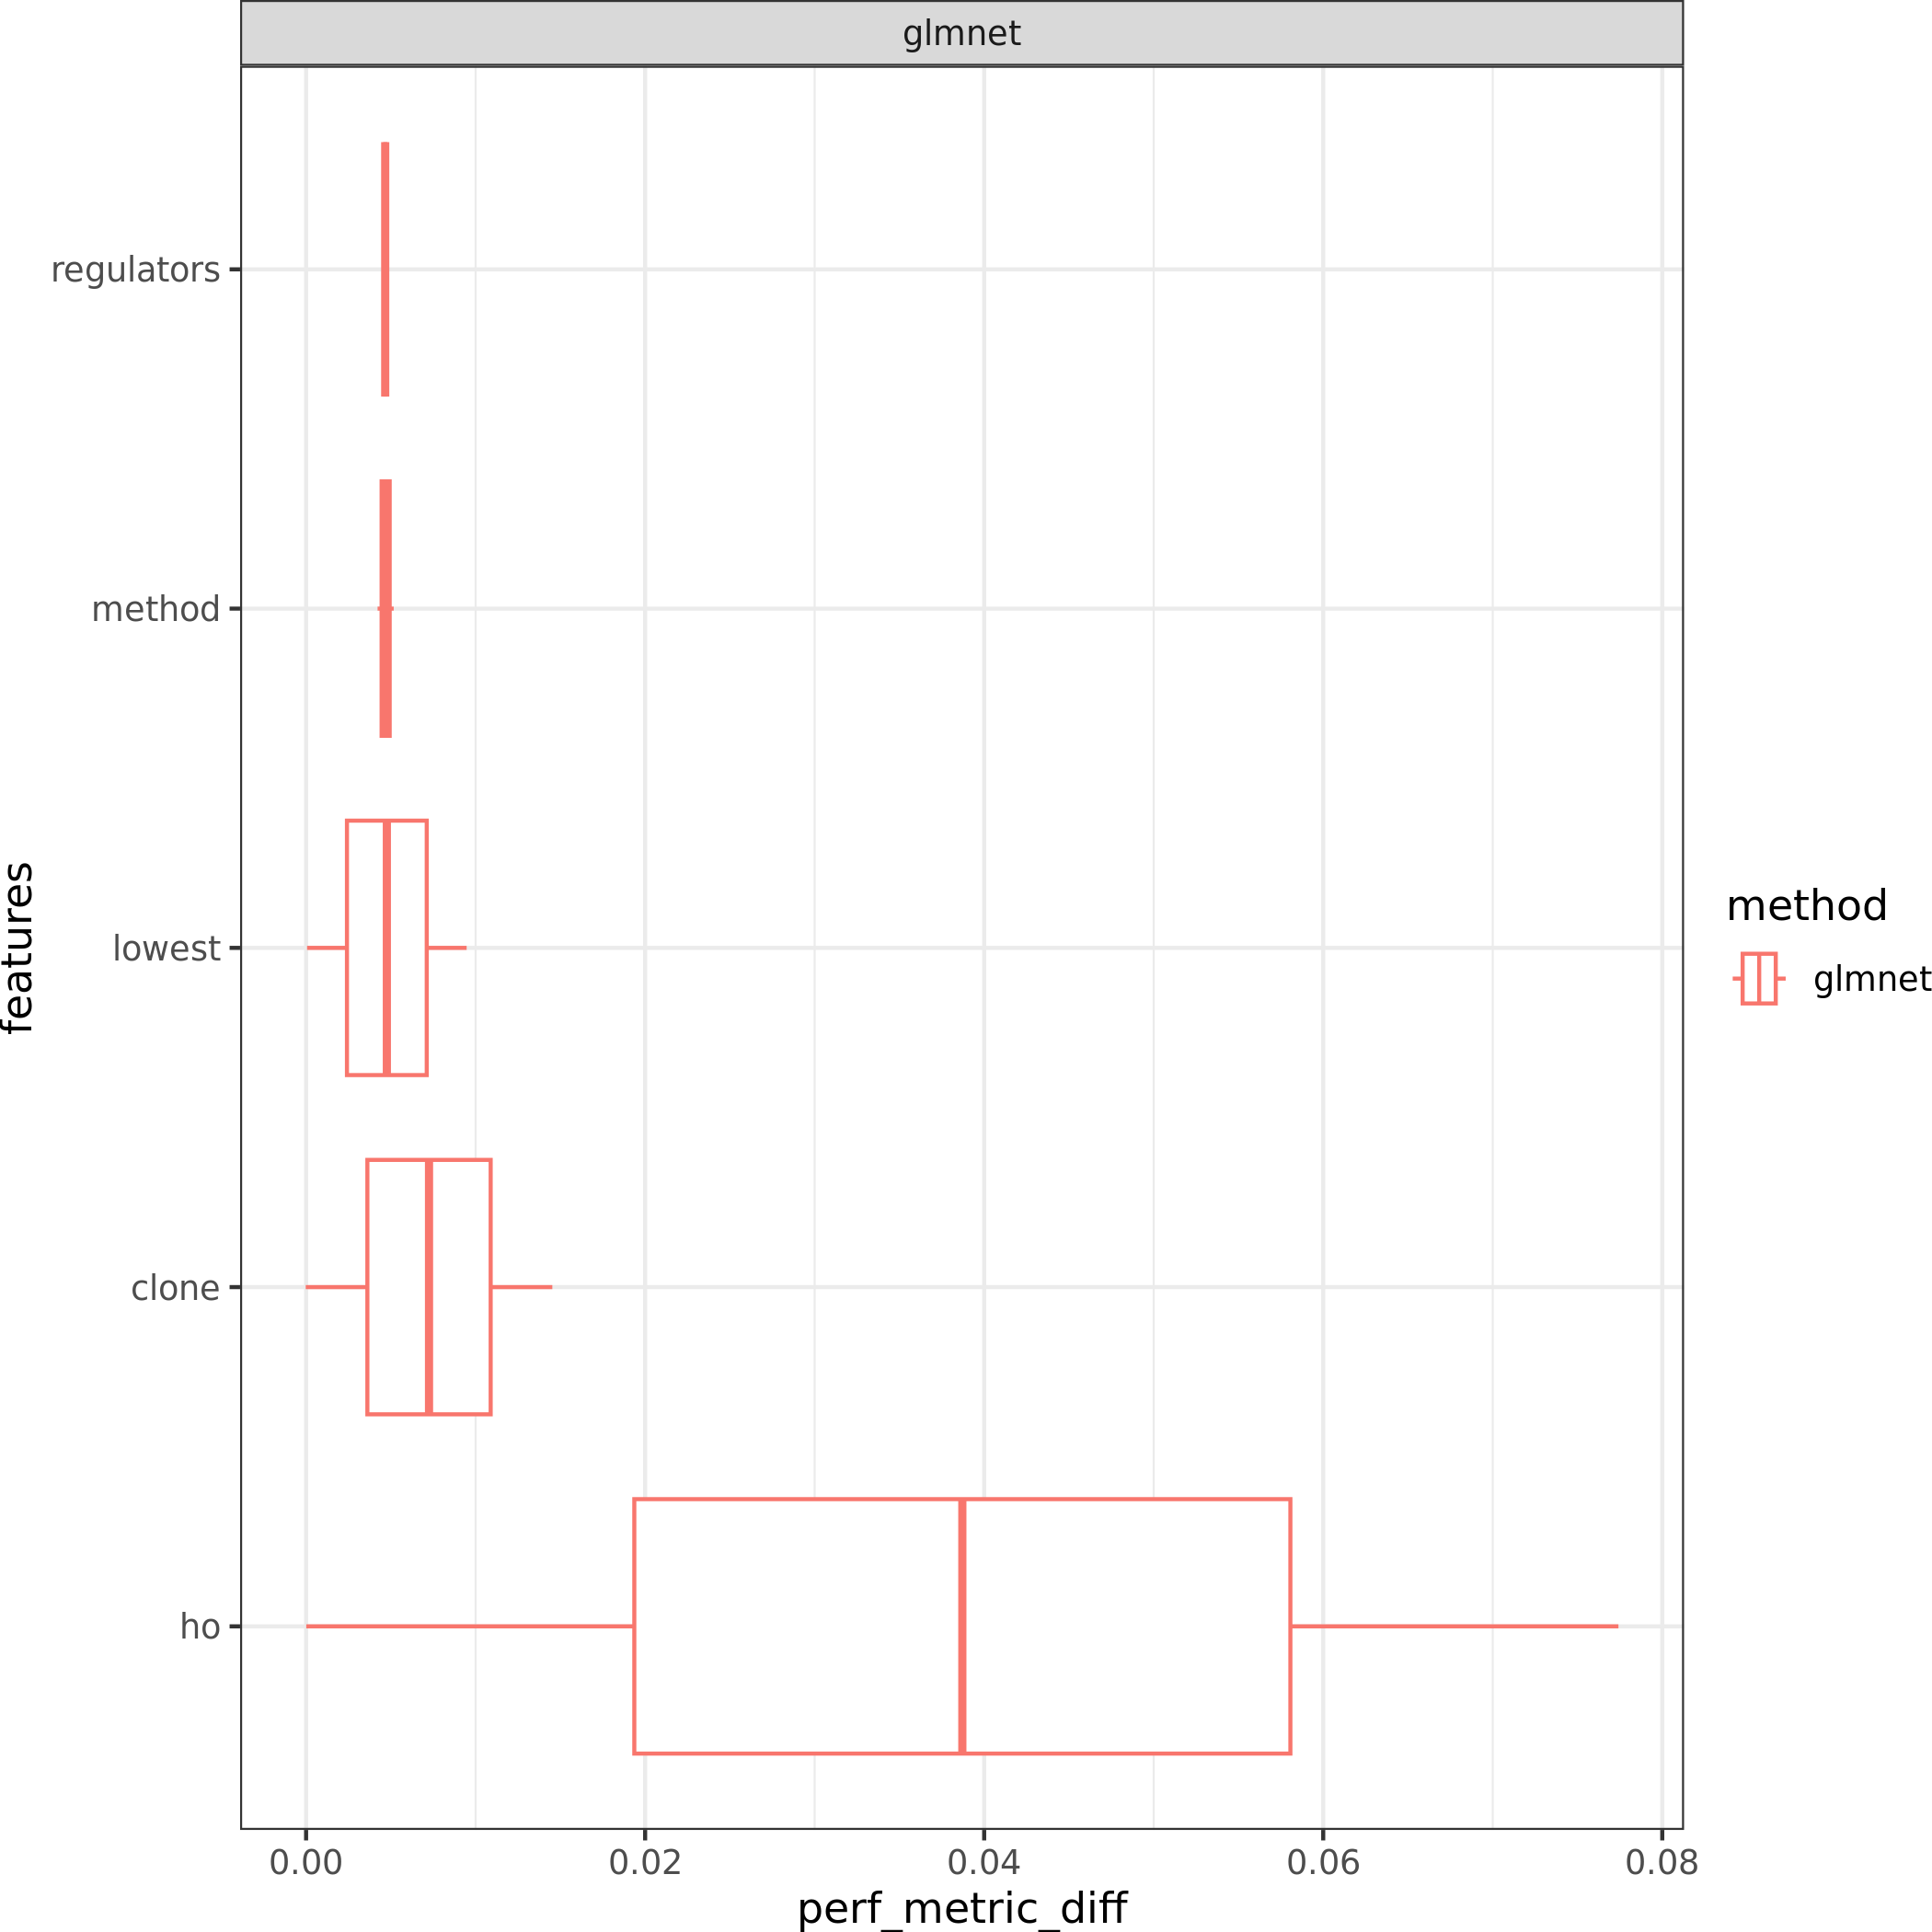 glmnet
regulators
method
lowest
clone
ho
features
0.00 0.02 0.04 0.06 0.08
perf_metric_diff
method
glmnet